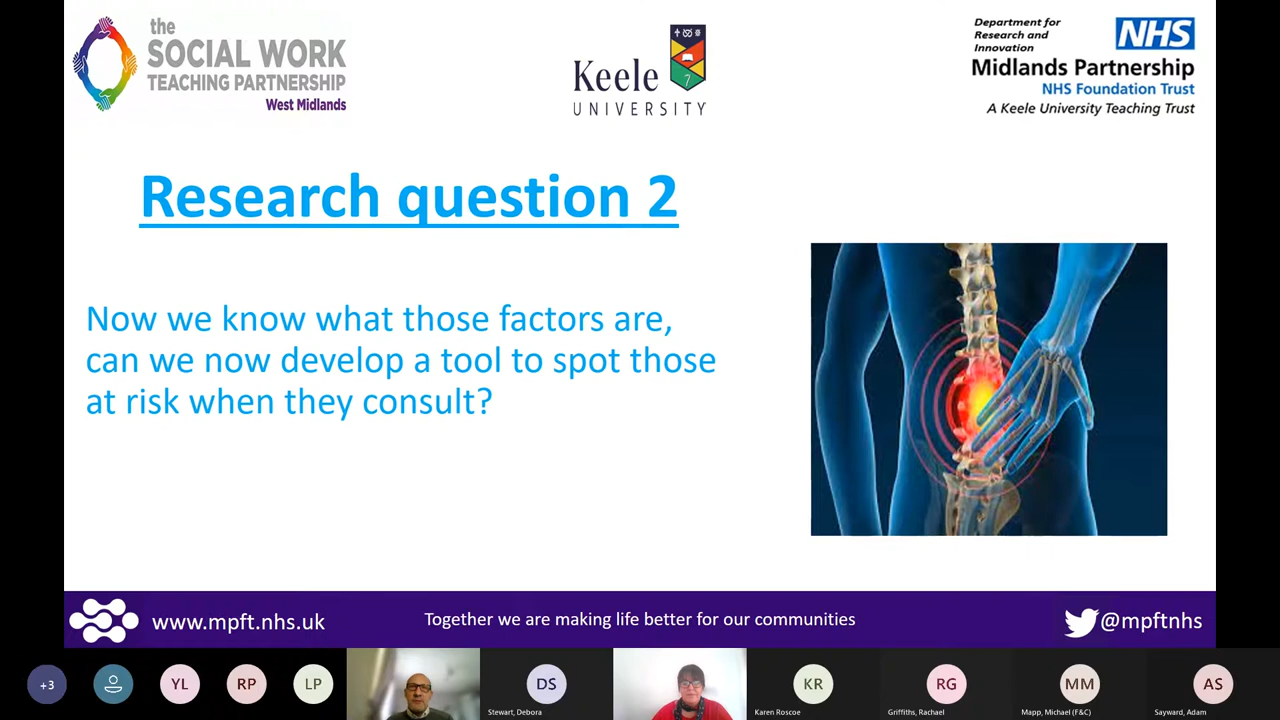 the
SOCIAL WORK
TEACHING PARTNERSHIP
West Midlands
Keele
UNIVERSITY
Department for
Research and
Innovation
NHS
Midlands Partnership
NHS Foundation Trust
A Keele University Teaching Trust
Research question 2
Now we know what those factors are,
can we now develop a tool to spot those
at risk when they consult?
www.mpft.nhs.uk
Together we are making life better for our communities
@mpftnhs
+3
YL
RP
LP
DS
Stewart, Debora
KR
Karen Roscoe
RG
Griffiths, Rachael
MM
Mapp, Michael (F&C)
AS
Sayward, Adam